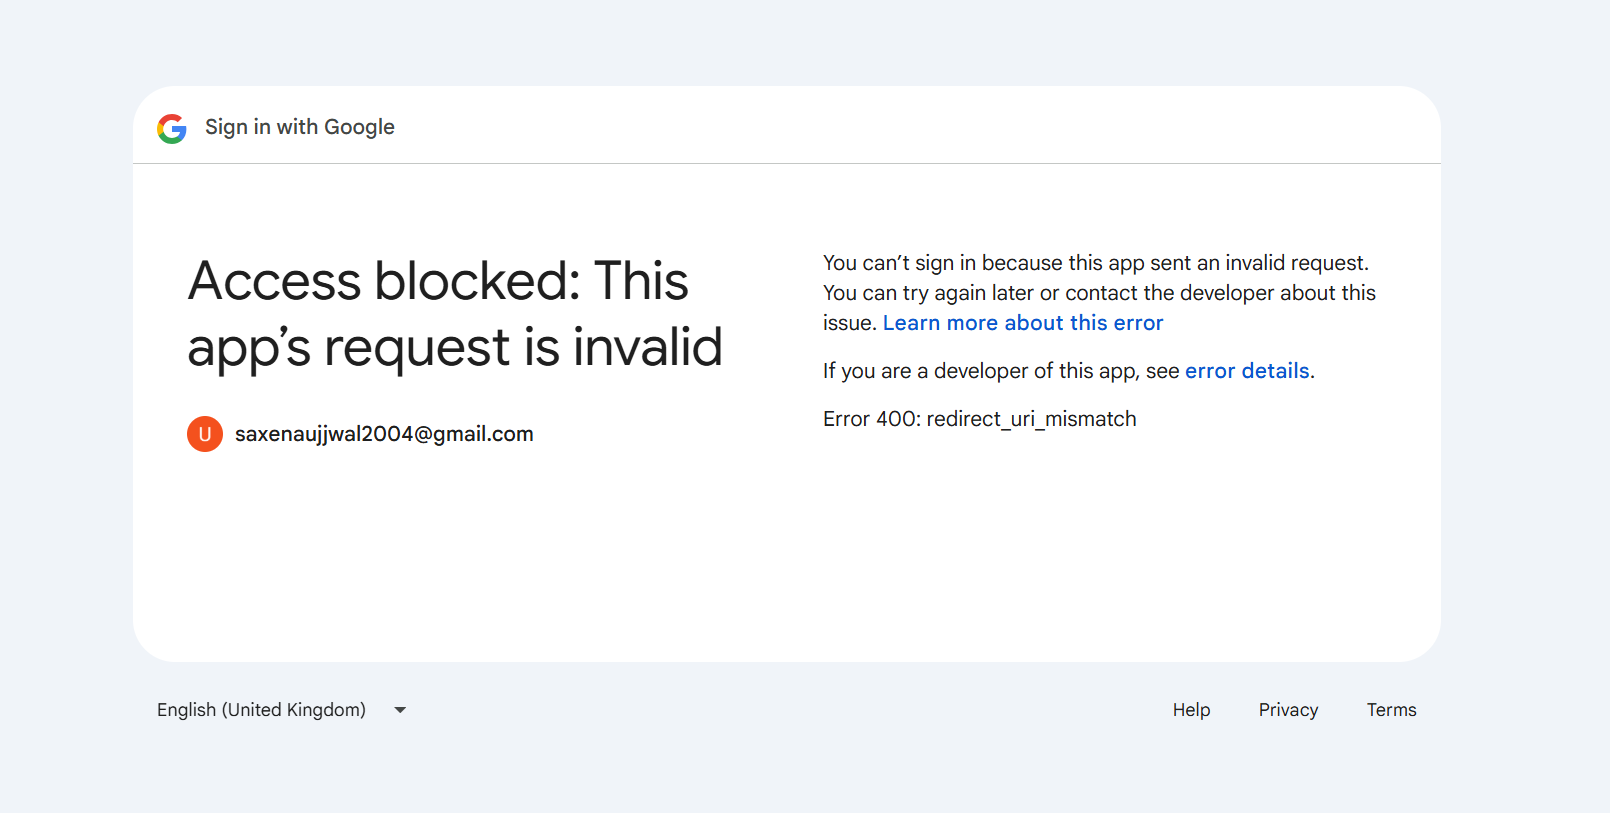 Sign in with Google
Access blocked: This
app’s request is invalid
U saxenaujjwal2004@gmail.com
You can’t sign in because this app sent an invalid request.
You can try again later or contact the developer about this
issue. Learn more about this error
If you are a developer of this app, see error details.
Error 400: redirect_uri_mismatch
English (United Kingdom)
Help Privacy Terms